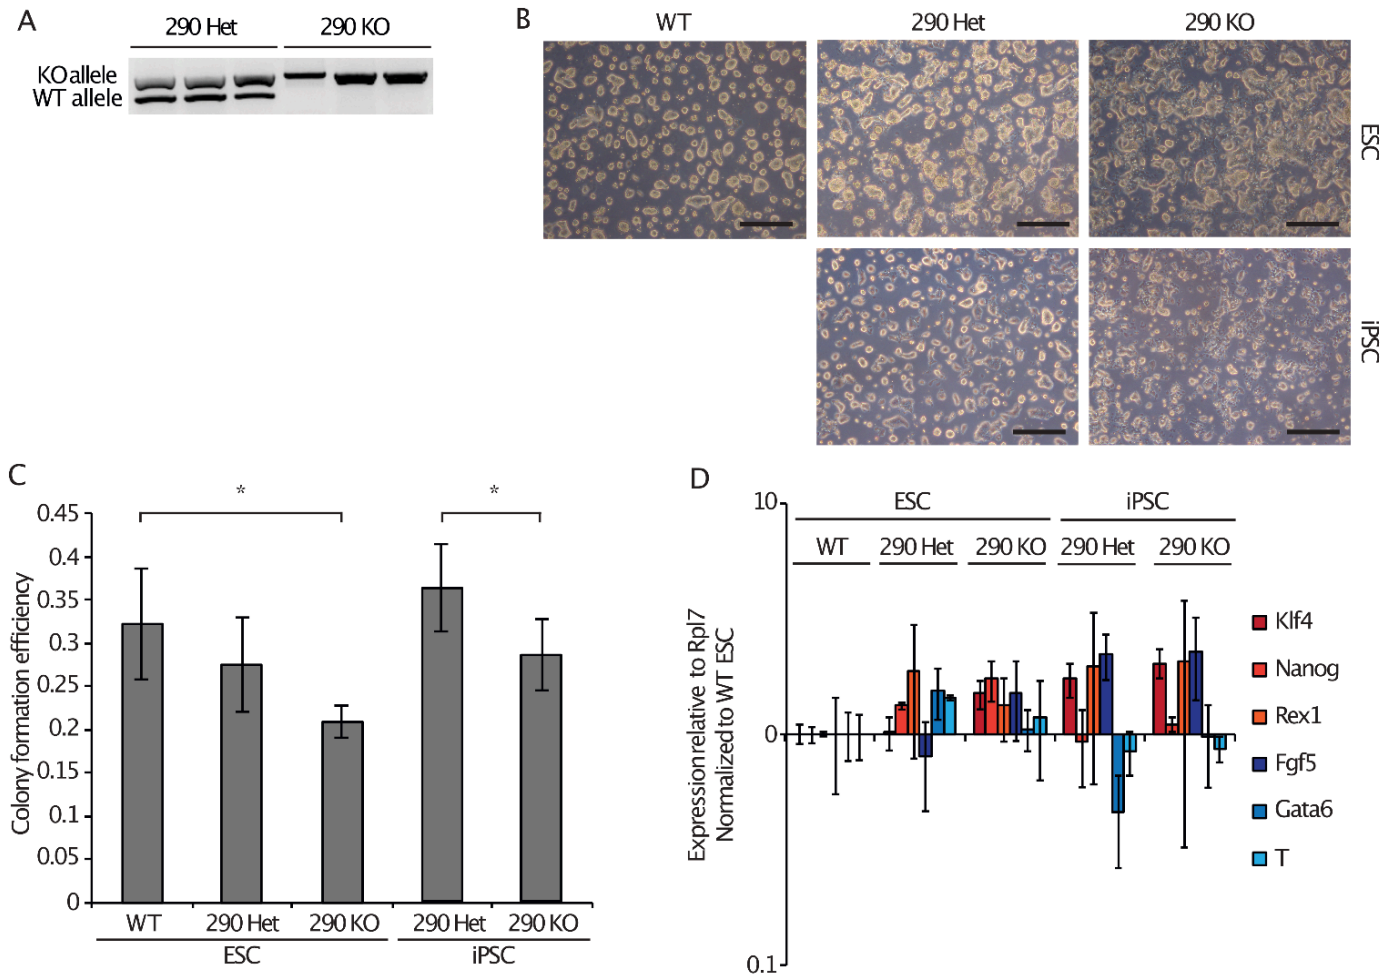 A
290 Het
290 KO
KO allele
WT allele
B
WT
290 Het
290 KO
ESC
iPSC
C
*
*
Colony formation efficiency
0.45
0.4
0.35
0.3
0.25
0.2
0.15
0.1
0.05
0
WT
290 Het
290 KO
290 Het
290 KO
ESC
iPSC
D
Expression relative to Rpl7
Normalized to WT ESC
10
0
0.1
ESC
iPSC
WT
290 Het
290 KO
290 Het
290 KO
Klf4
Nanog
Rex1
Fgf5
Gata6
T